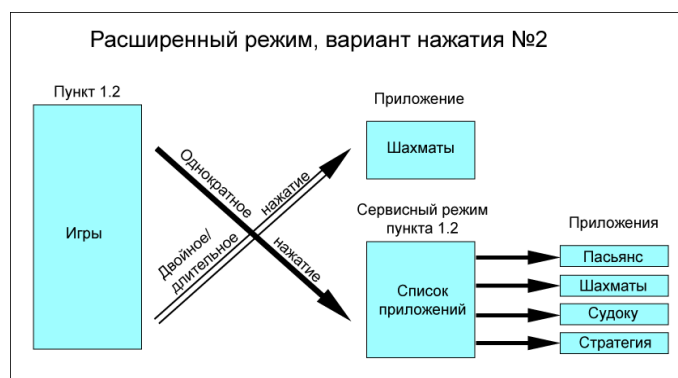 Расширенный режим, вариант нажатия №2
Пункт 1.2
Игры
Однократное нажатие
Двойное/
длительное нажатие
Приложение
Шахматы
Сервисный режим
пункта 1.2
Список
приложений
Приложения
Пасьянс
Шахматы
Судоку
Стратегия